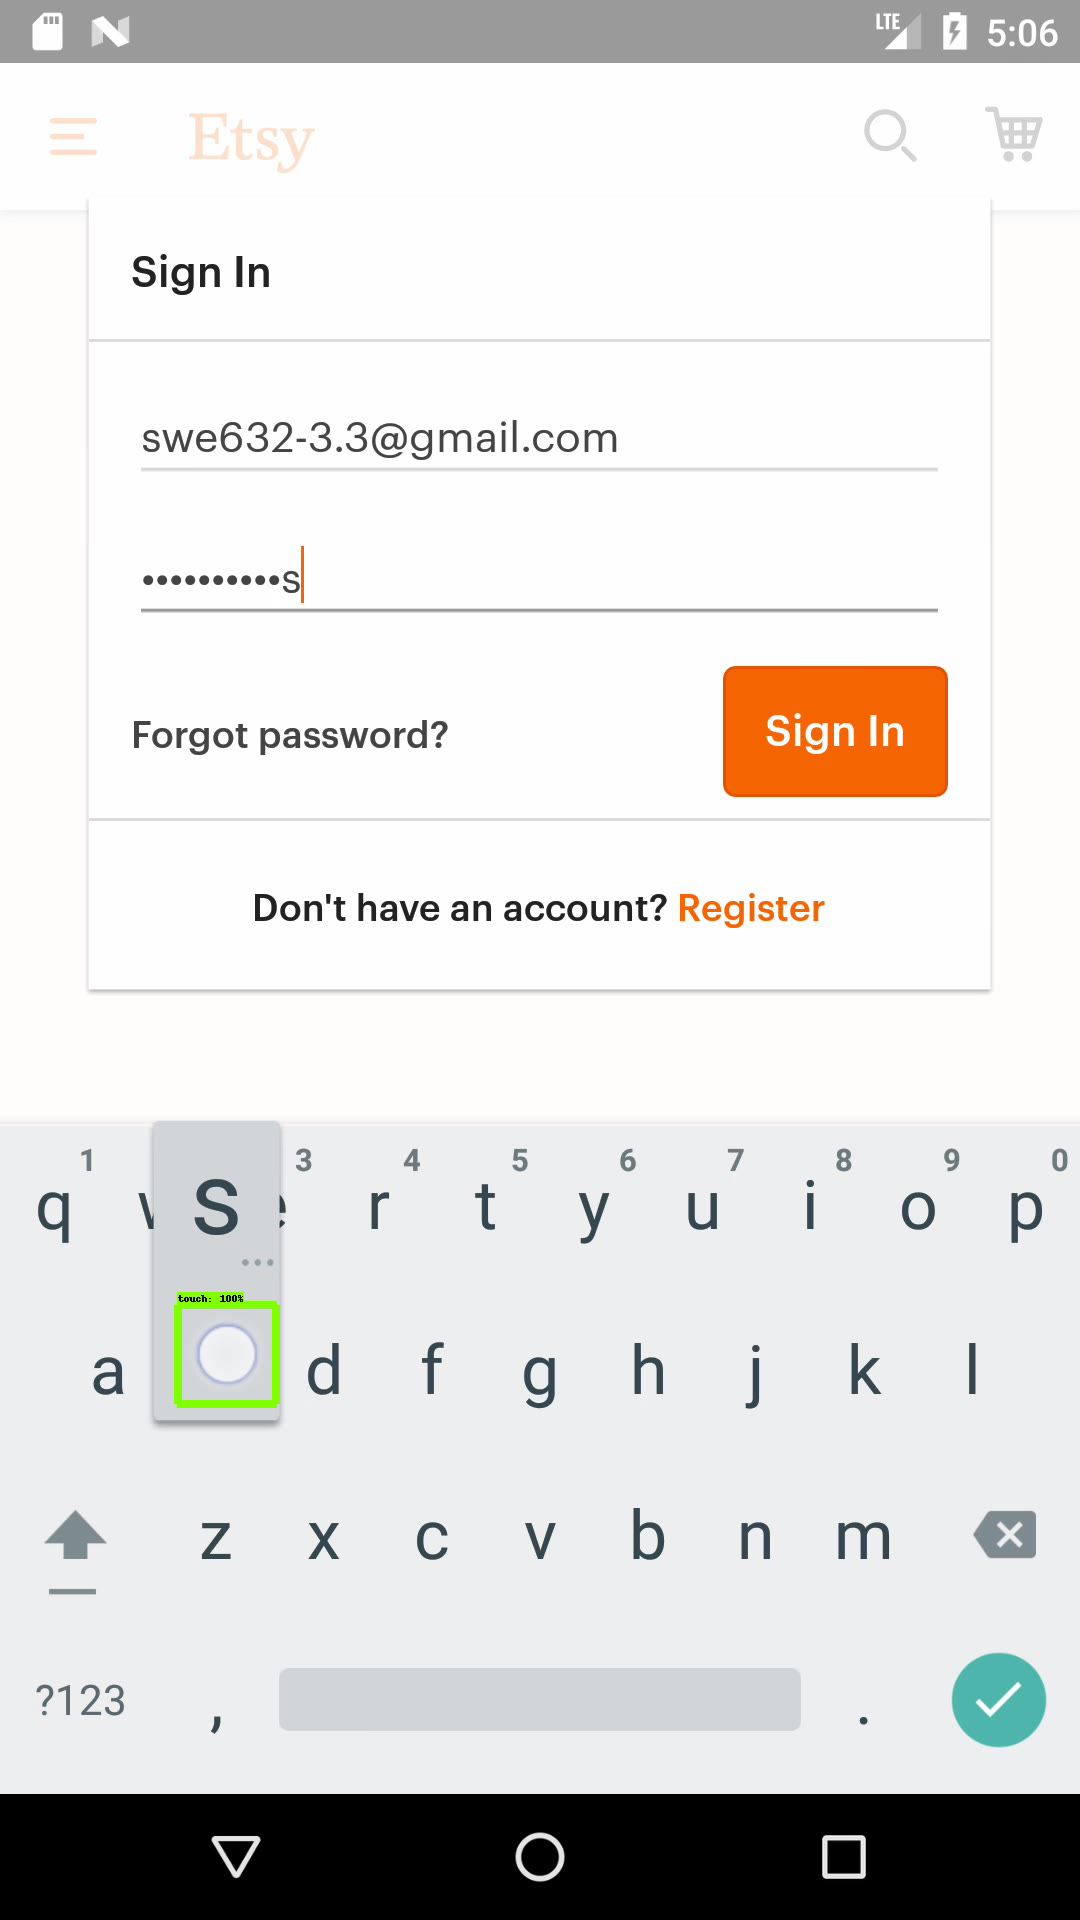 LTE 5:06
Etsy
Sign In
swe632-3.3@gmail.com
••••••••••s
Forgot password?
Sign In
Don't have an account? Register
1 3 4 5 6 7 8 9 0
q w s e r t y u i o p
touch: 100%
a d f g h j k l
z x c v b n m
?123 , .